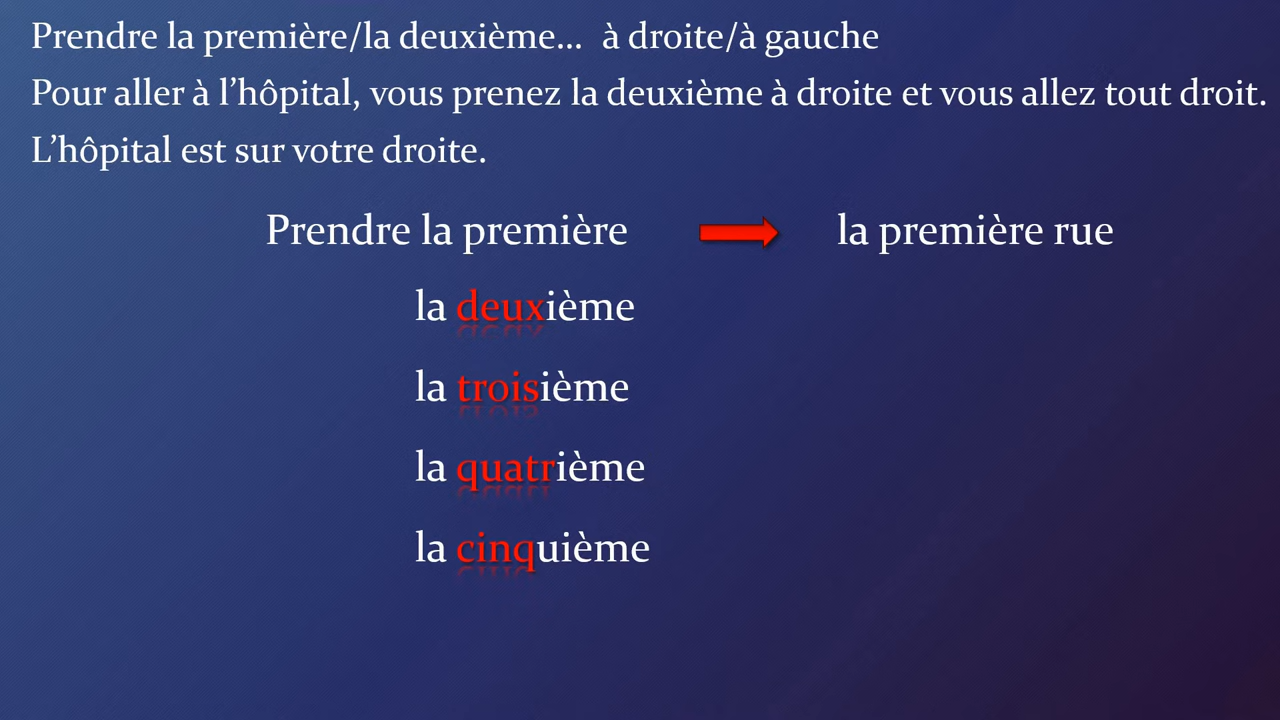 Prendre la première/la deuxième... à droite/à gauche
Pour aller à l’hôpital, vous prenez la deuxième à droite et vous allez tout droit.
L’hôpital est sur votre droite.
Prendre la première la première rue
la deuxième
la troisième
la quatrième
la cinquième